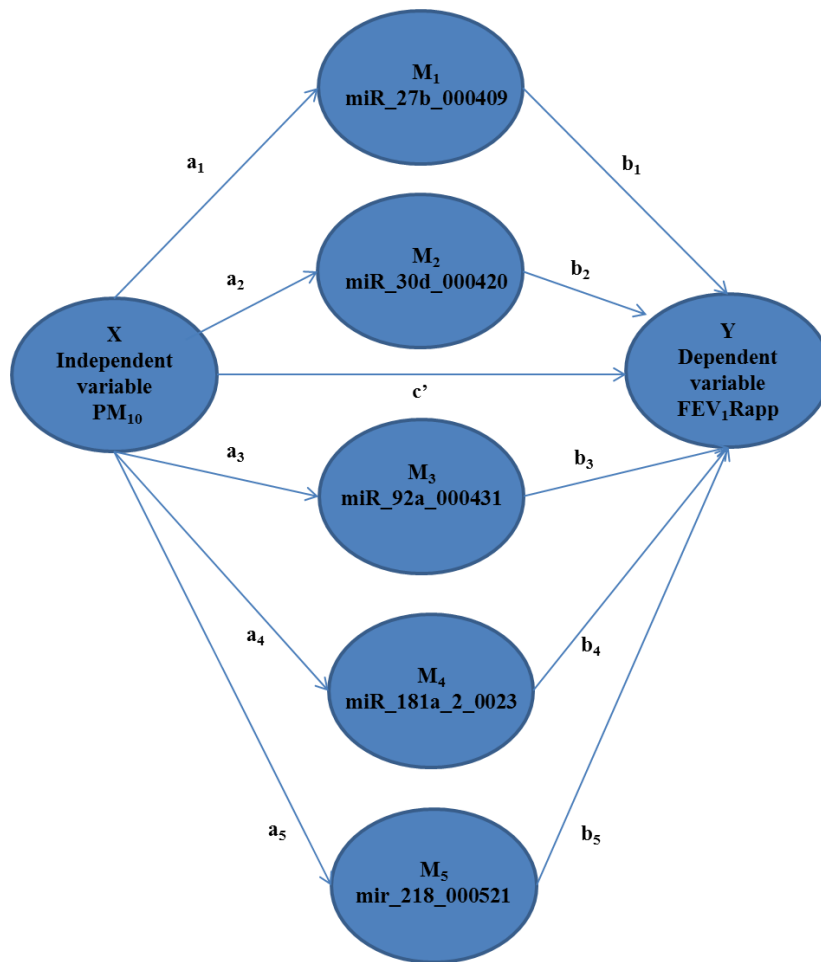 M₁
miR_27b_000409
a₁
b₁
M₂
miR_30d_000420
a₂
b₂
X
Independent
variable
PM₁₀
Y
Dependent
variable
FEV₁Rapp
c’
a₃
b₃
M₃
miR_92a_000431
a₄
b₄
M₄
miR_181a_2_0023
a₅
b₅
M₅
mir_218_000521